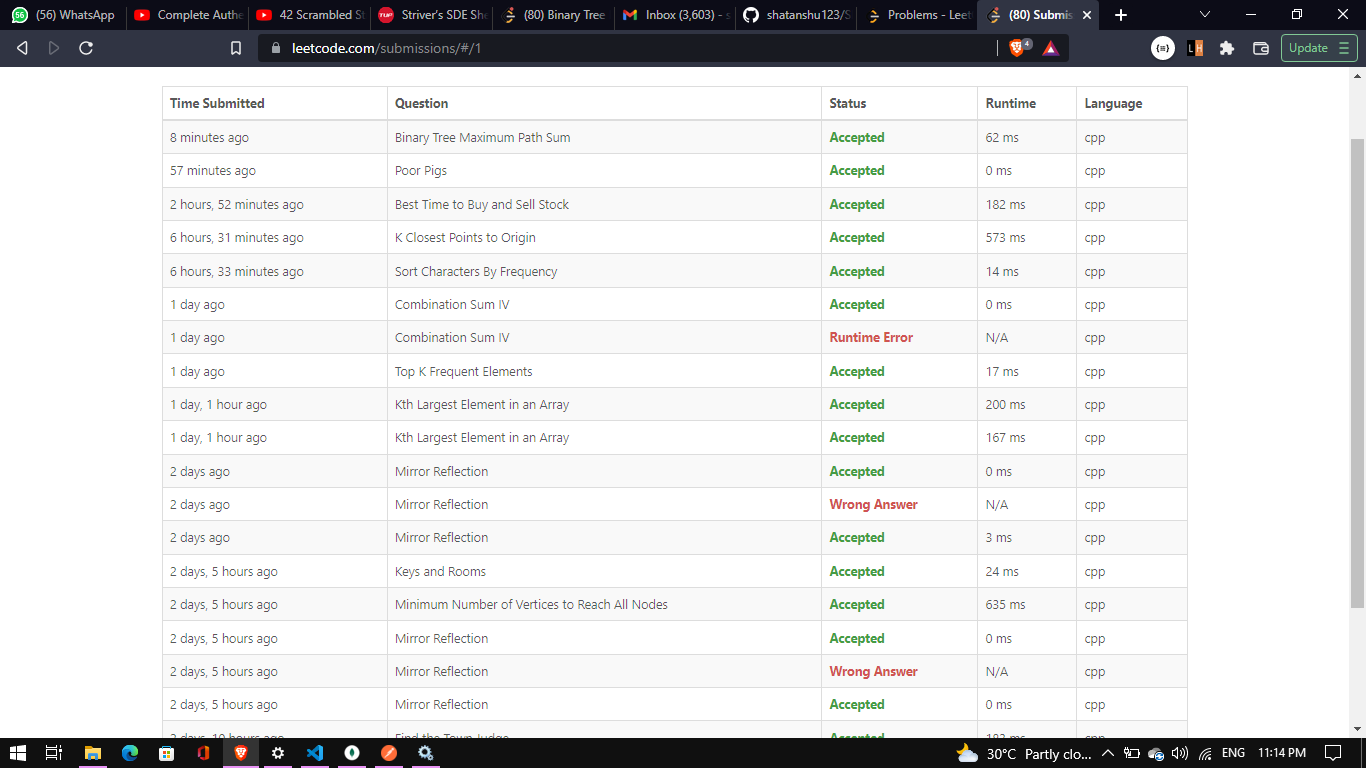 (56) WhatsApp
Complete Authe
42 Scrambled St
Striver's SDE She
(80) Binary Tree
Inbox (3,603) - s
shatanshu123/S
Problems - Leet
(80) Submis
leetcode.com/submissions/#/1
4
Update
Time Submitted Question Status Runtime Language
8 minutes ago Binary Tree Maximum Path Sum Accepted 62 ms cpp
57 minutes ago Poor Pigs Accepted 0 ms cpp
2 hours, 52 minutes ago Best Time to Buy and Sell Stock Accepted 182 ms cpp
6 hours, 31 minutes ago K Closest Points to Origin Accepted 573 ms cpp
6 hours, 33 minutes ago Sort Characters By Frequency Accepted 14 ms cpp
1 day ago Combination Sum IV Accepted 0 ms cpp
1 day ago Combination Sum IV Runtime Error N/A cpp
1 day ago Top K Frequent Elements Accepted 17 ms cpp
1 day, 1 hour ago Kth Largest Element in an Array Accepted 200 ms cpp
1 day, 1 hour ago Kth Largest Element in an Array Accepted 167 ms cpp
2 days ago Mirror Reflection Accepted 0 ms cpp
2 days ago Mirror Reflection Wrong Answer N/A cpp
2 days ago Mirror Reflection Accepted 3 ms cpp
2 days, 5 hours ago Keys and Rooms Accepted 24 ms cpp
2 days, 5 hours ago Minimum Number of Vertices to Reach All Nodes Accepted 635 ms cpp
2 days, 5 hours ago Mirror Reflection Accepted 0 ms cpp
2 days, 5 hours ago Mirror Reflection Wrong Answer N/A cpp
2 days, 5 hours ago Mirror Reflection Accepted 0 ms cpp
Find the Town Judge
30°C Partly clo... ENG 11:14 PM